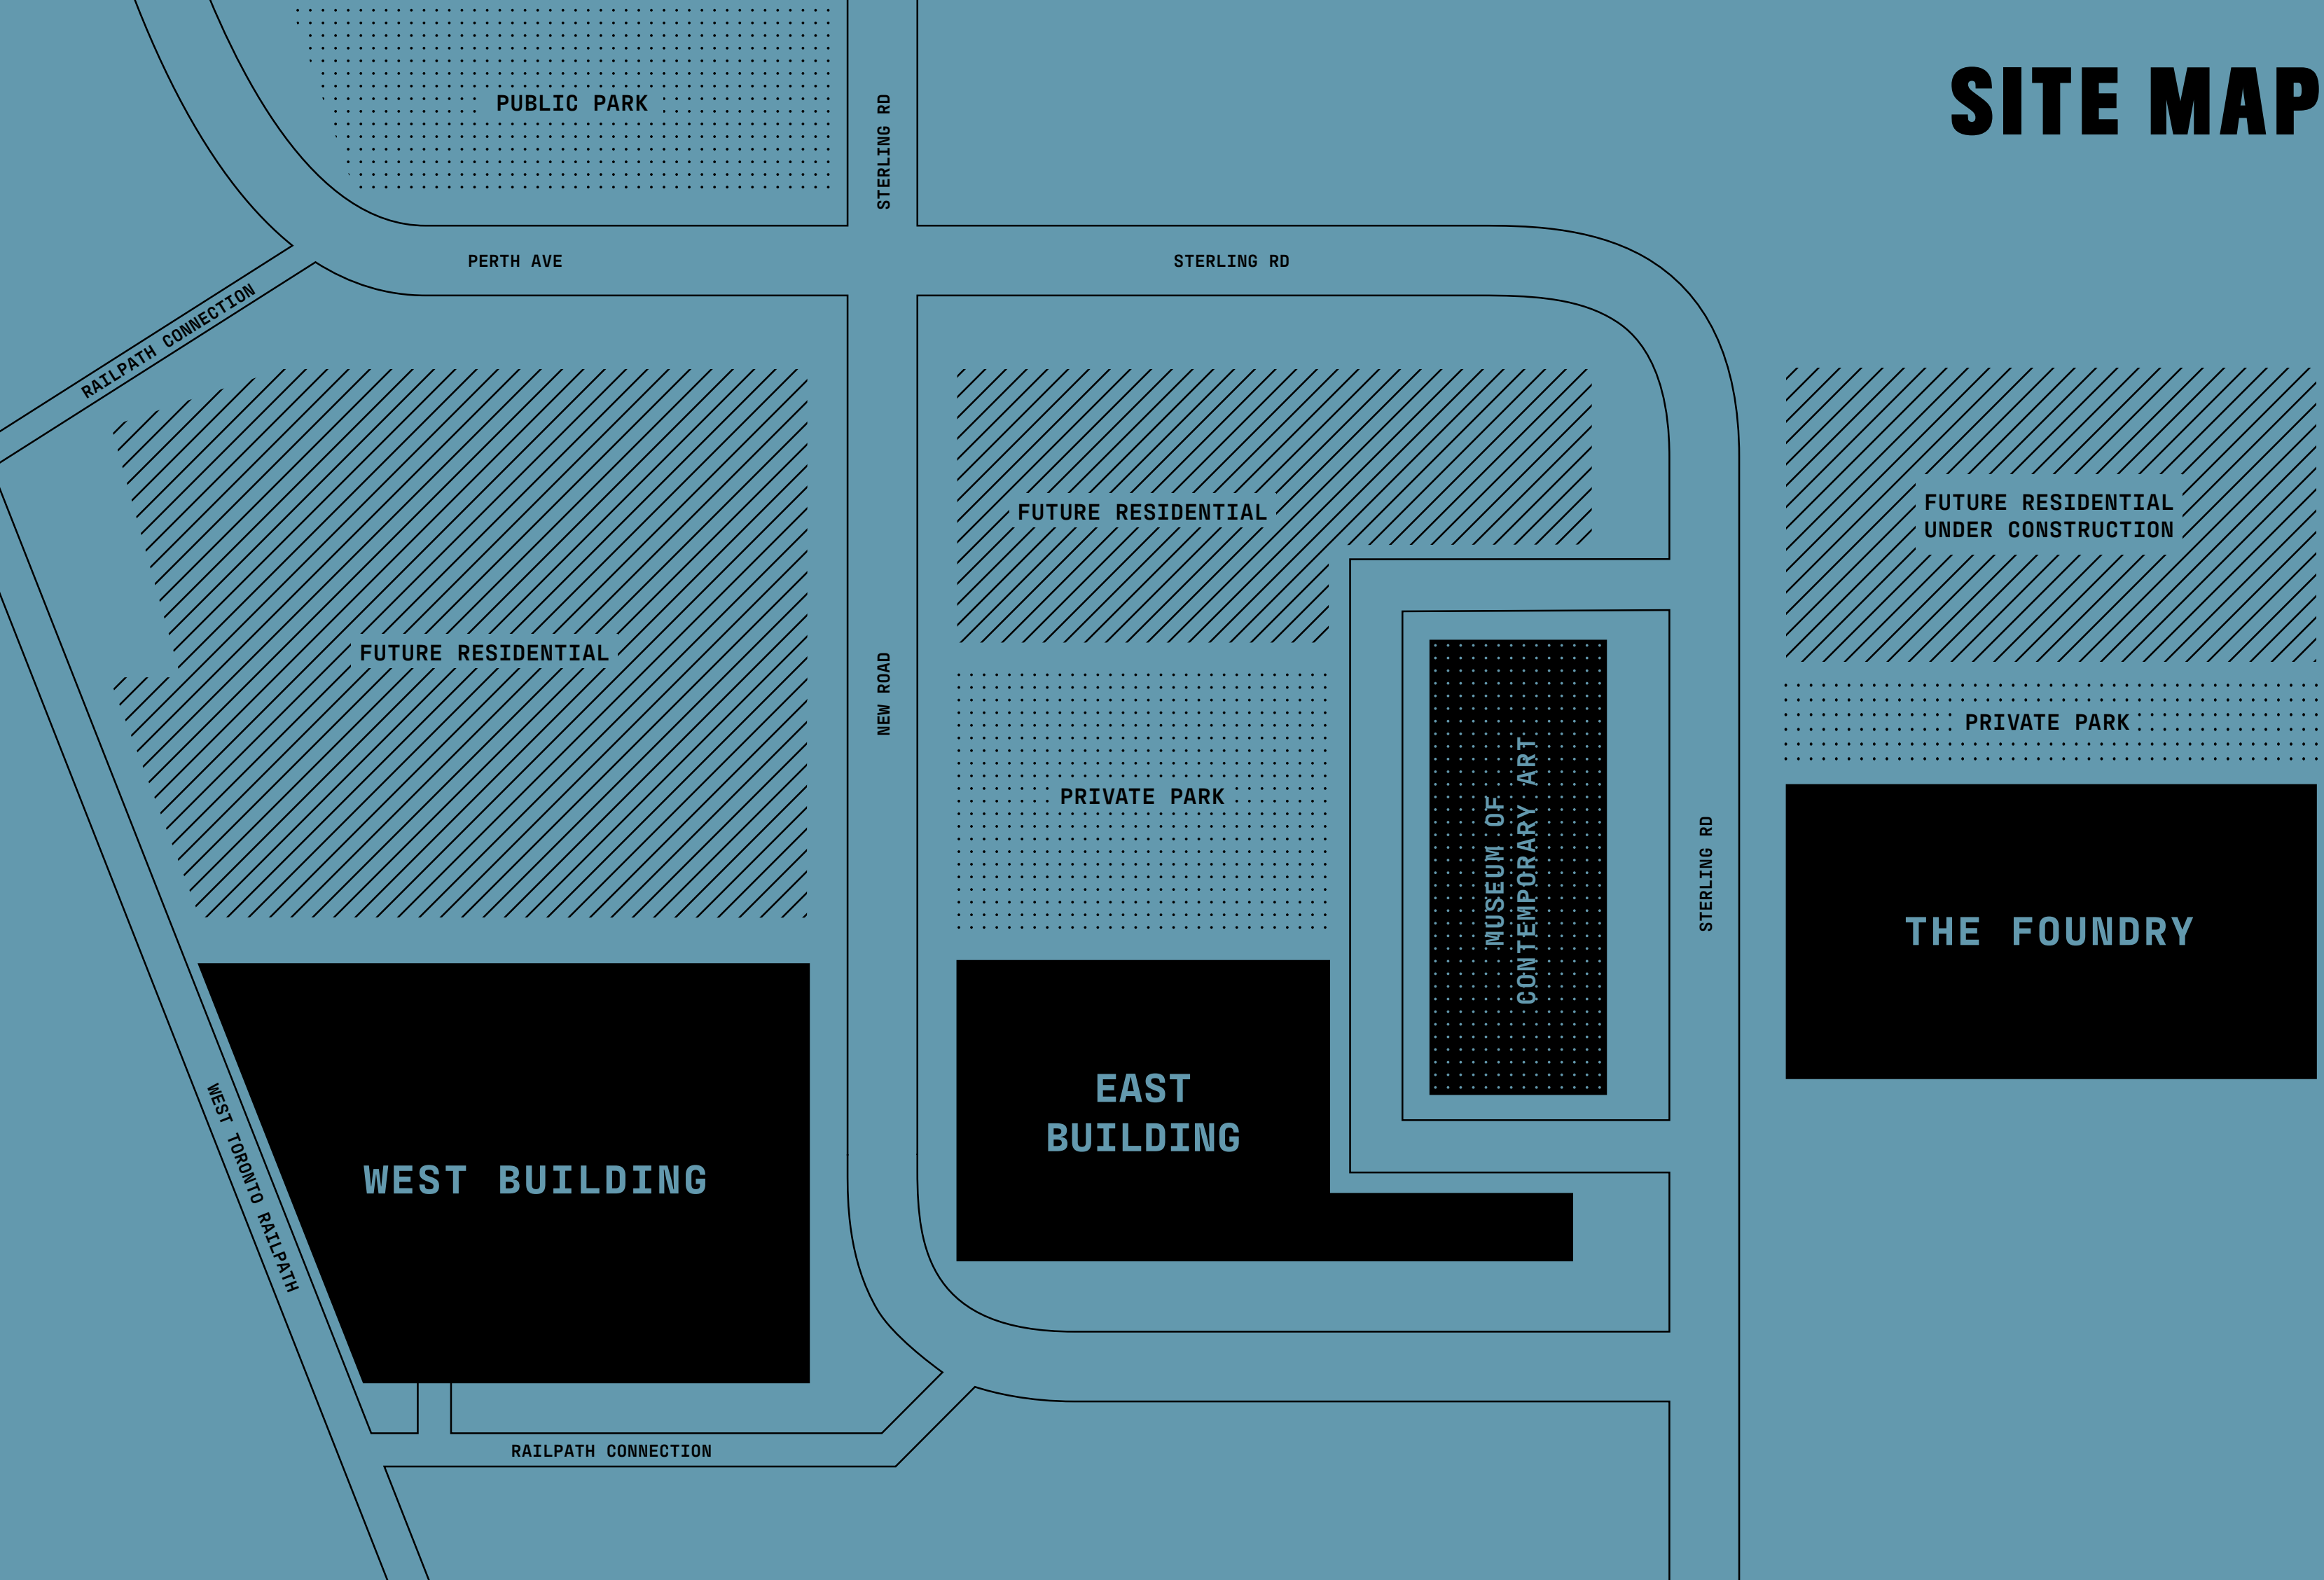 SITE MAP
PUBLIC PARK
STERLING RD
PERTH AVE
STERLING RD
RAILPATH CONNECTION
FUTURE RESIDENTIAL
FUTURE RESIDENTIAL
FUTURE RESIDENTIAL
UNDER CONSTRUCTION
NEW ROAD
PRIVATE PARK
PRIVATE PARK
MUSEUM OF
CONTEMPORARY ART
STERLING RD
THE FOUNDRY
WEST TORONTO RAILPATH
WEST BUILDING
EAST
BUILDING
RAILPATH CONNECTION